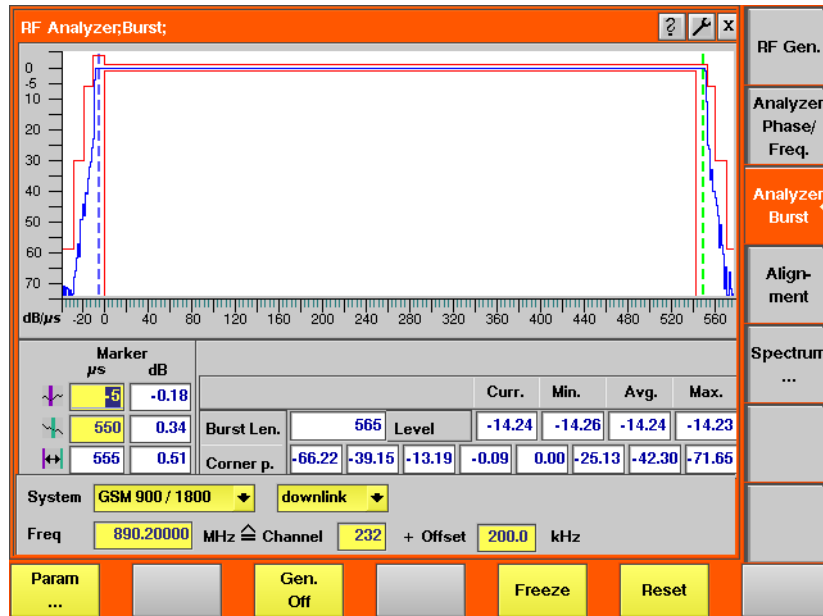 RF Analyzer;Burst;
? X
RF Gen.
Analyzer
Phase/
Freq.
Analyzer
Burst
Align-
ment
Spectrum
...
0
-5
10
20
30
40
50
60
70
dB/µs -20 0 40 80 120 160 200 240 280 320 360 400 440 480 520 560
Marker
µs dB
-5 -0.18
550 0.34
555 0.51
Curr. Min. Avg. Max.
Burst Len. 565 Level -14.24 -14.26 -14.24 -14.23
Corner p. -66.22 -39.15 -13.19 -0.09 0.00 -25.13 -42.30 -71.65
System GSM 900 / 1800 downlink
Freq 890.20000 MHz ≙ Channel 232 + Offset 200.0 kHz
Param
...
Gen.
Off
Freeze
Reset